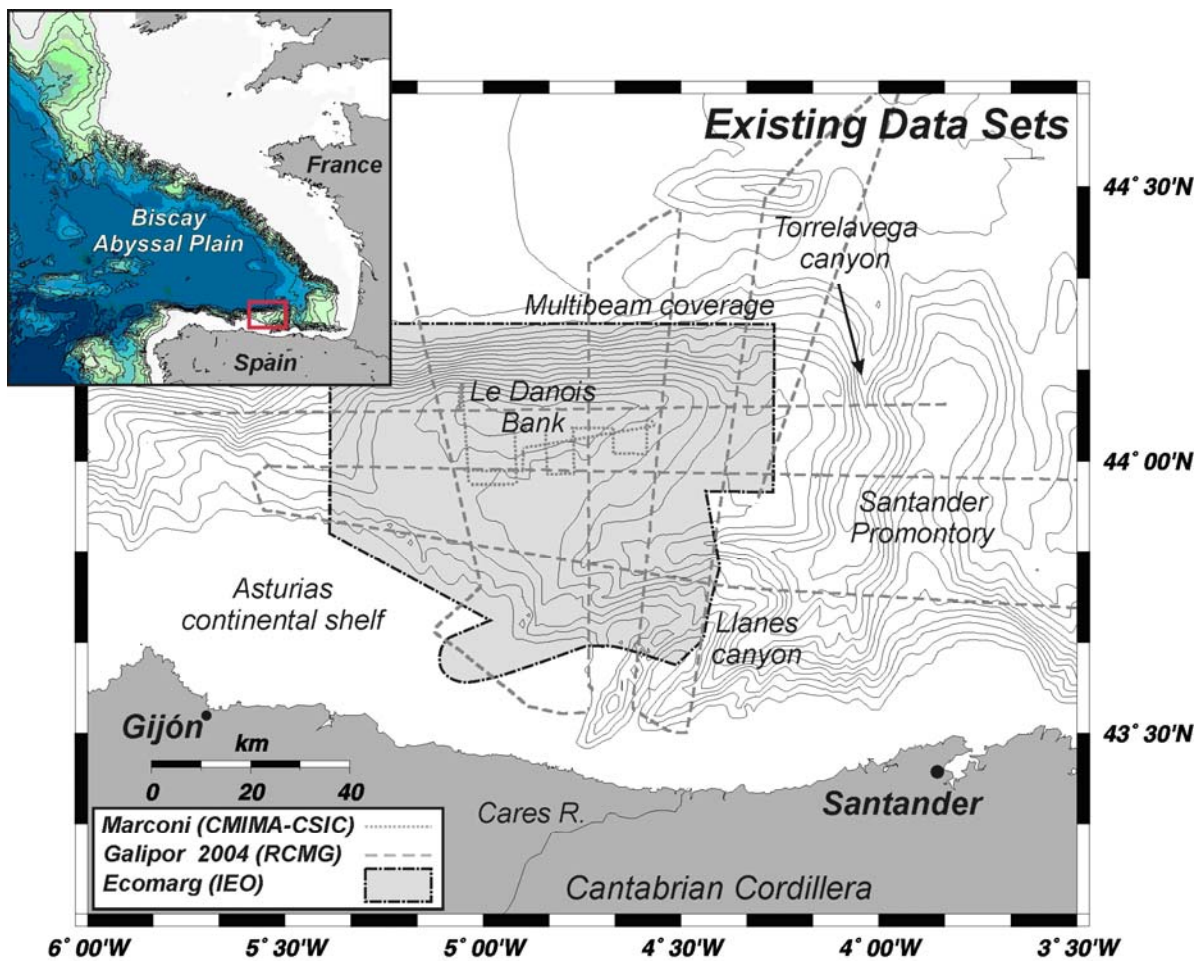 France
Biscay
Abyssal Plain
Spain
Existing Data Sets
44° 30'N
Torrelavega
canyon
Multibeam coverage
Le Danois
Bank
44° 00'N
Santander
Promontory
Asturias
continental shelf
Llanes
canyon
Gijón
43° 30'N
km
0 20 40
Santander
Marconi (CMIMA-CSIC)
Galipor 2004 (RCMG)
Ecomarg (IEO)
Cares R.
Cantabrian Cordillera
6° 00'W 5° 30'W 5° 00'W 4° 30'W 4° 00'W 3° 30'W